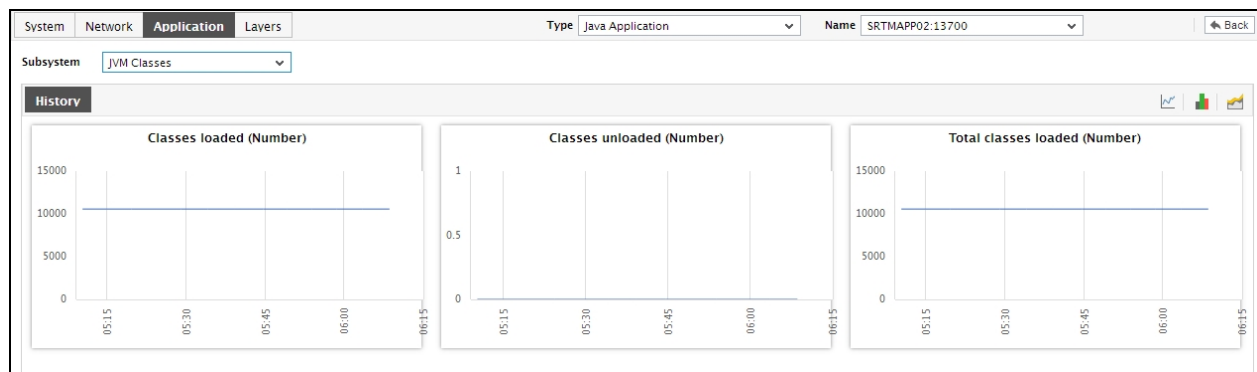 System Network Application Layers Type Java Application Name SRTMAPP02:13700 Back
Subsystem JVM Classes
History
Classes loaded (Number)
15000
10000
5000
0
05:15 05:30 05:45 06:00 06:15
Classes unloaded (Number)
1
0.5
0
05:15 05:30 05:45 06:00 06:15
Total classes loaded (Number)
15000
10000
5000
0
05:15 05:30 05:45 06:00 06:15